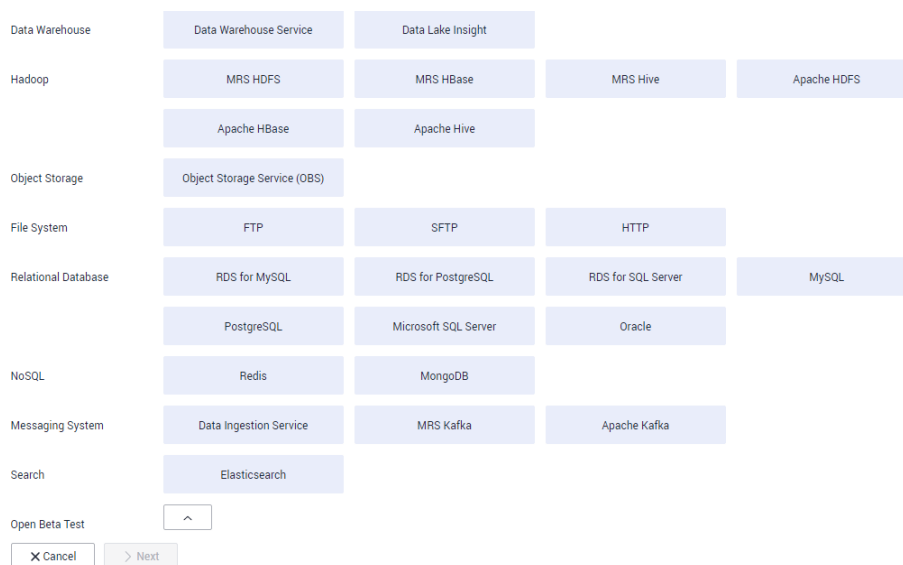 Data Warehouse Data Warehouse Service Data Lake Insight
Hadoop MRS HDFS MRS HBase MRS Hive Apache HDFS
Apache HBase Apache Hive
Object Storage Object Storage Service (OBS)
File System FTP SFTP HTTP
Relational Database RDS for MySQL RDS for PostgreSQL RDS for SQL Server MySQL
PostgreSQL Microsoft SQL Server Oracle
NoSQL Redis MongoDB
Messaging System Data Ingestion Service MRS Kafka Apache Kafka
Search Elasticsearch
Open Beta Test
Cancel Next